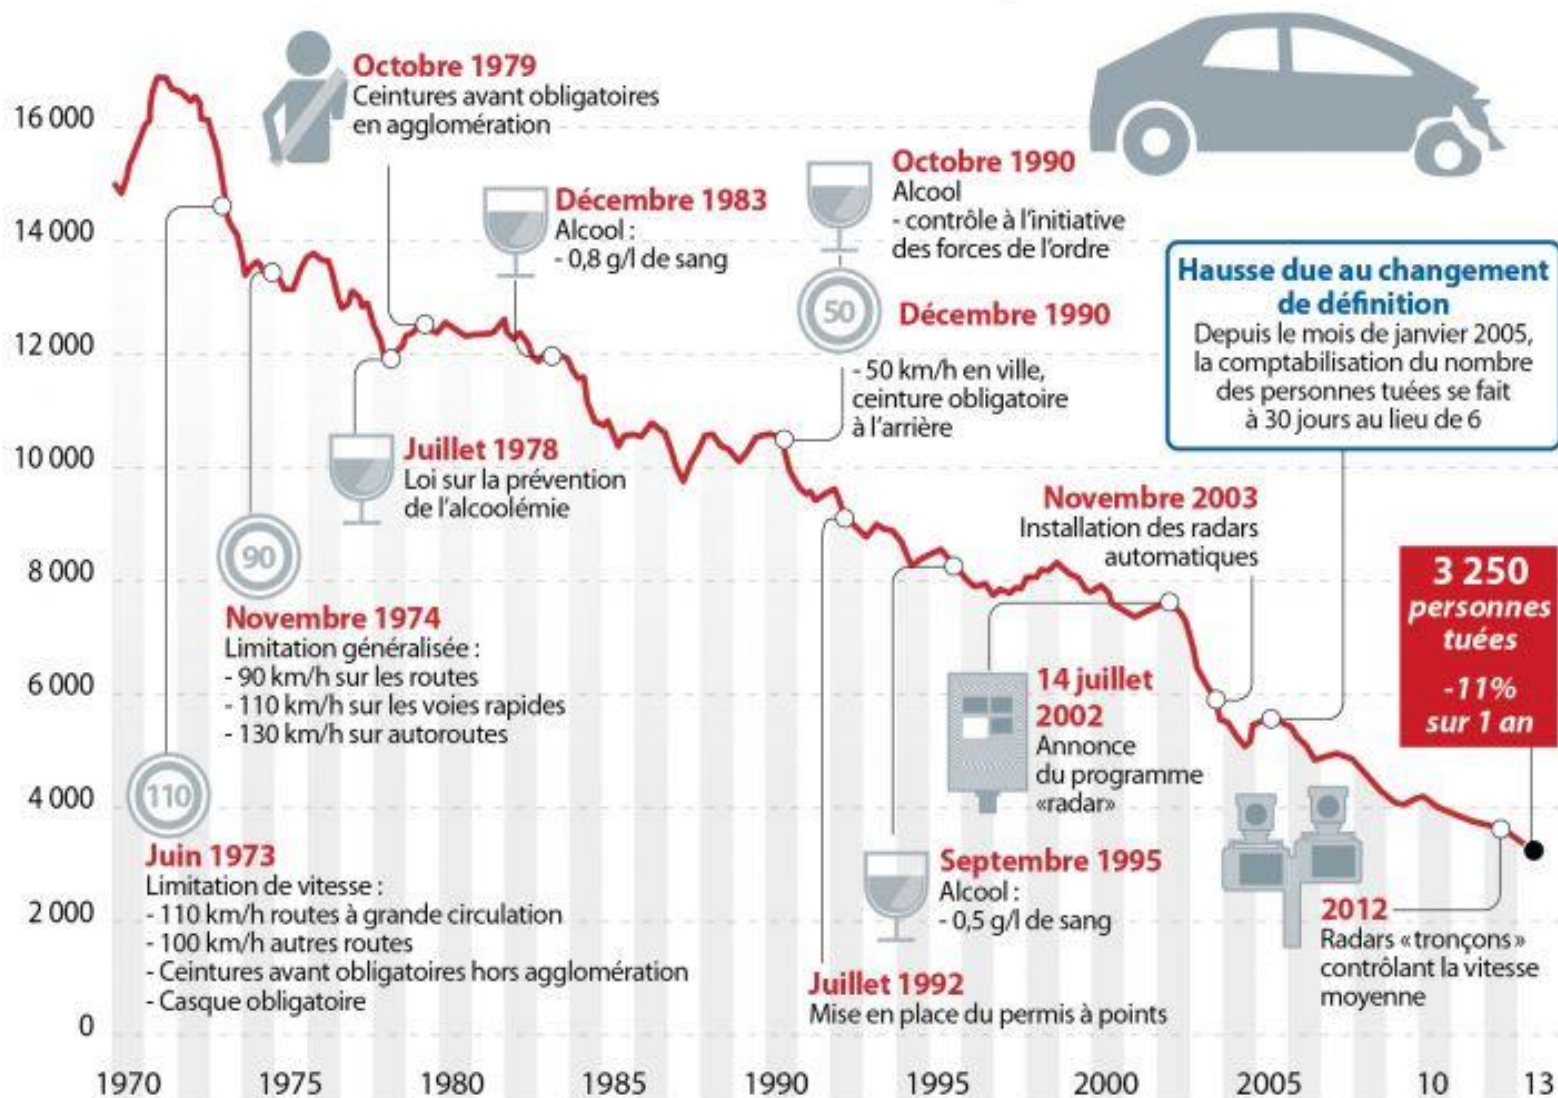 16 000
14 000
12 000
10 000
8 000
6 000
4 000
2 000
0
Octobre 1979
Ceintures avant obligatoires
en agglomération
Décembre 1983
Alcool :
- 0,8 g/l de sang
Octobre 1990
Alcool
- contrôle à l'initiative
des forces de l'ordre
50
Décembre 1990
- 50 km/h en ville,
ceinture obligatoire
à l'arrière
Hausse due au changement
de définition
Depuis le mois de janvier 2005,
la comptabilisation du nombre
des personnes tuées se fait
à 30 jours au lieu de 6
Juillet 1978
Loi sur la prévention
de l'alcoolémie
90
Novembre 1974
Limitation généralisée :
- 90 km/h sur les routes
- 110 km/h sur les voies rapides
- 130 km/h sur autoroutes
Novembre 2003
Installation des radars
automatiques
3 250
personnes
tuées
-11%
sur 1 an
14 juillet
2002
Annonce
du programme
«radar»
110
Juin 1973
Limitation de vitesse :
- 110 km/h routes à grande circulation
- 100 km/h autres routes
- Ceintures avant obligatoires hors agglomération
- Casque obligatoire
Septembre 1995
Alcool :
- 0,5 g/l de sang
Juillet 1992
Mise en place du permis à points
2012
Radars «tronçons»
contrôlant la vitesse
moyenne
1970 1975 1980 1985 1990 1995 2000 2005 10 13